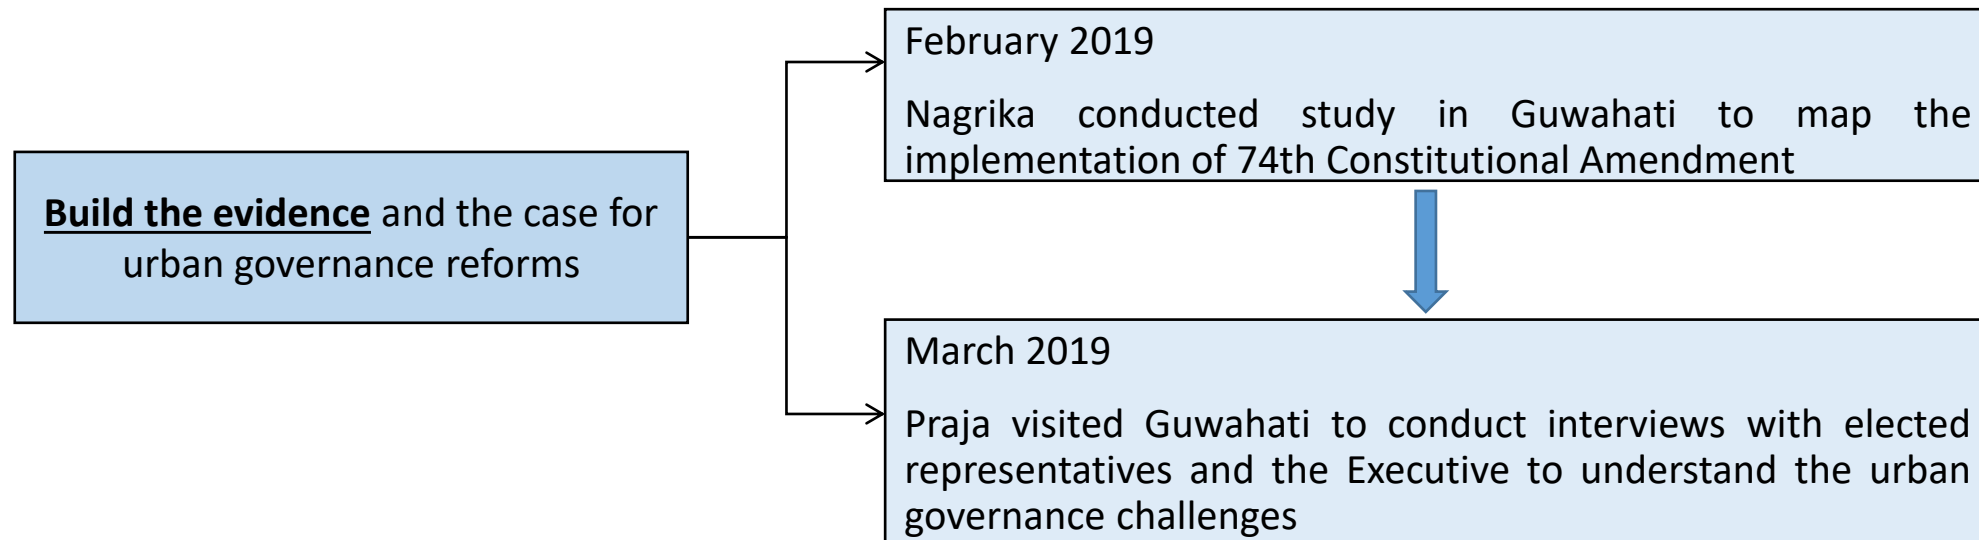 Build the evidence and the case for
urban governance reforms
February 2019
Nagrika conducted study in Guwahati to map the
implementation of 74th Constitutional Amendment
March 2019
Praja visited Guwahati to conduct interviews with elected
representatives and the Executive to understand the urban
governance challenges